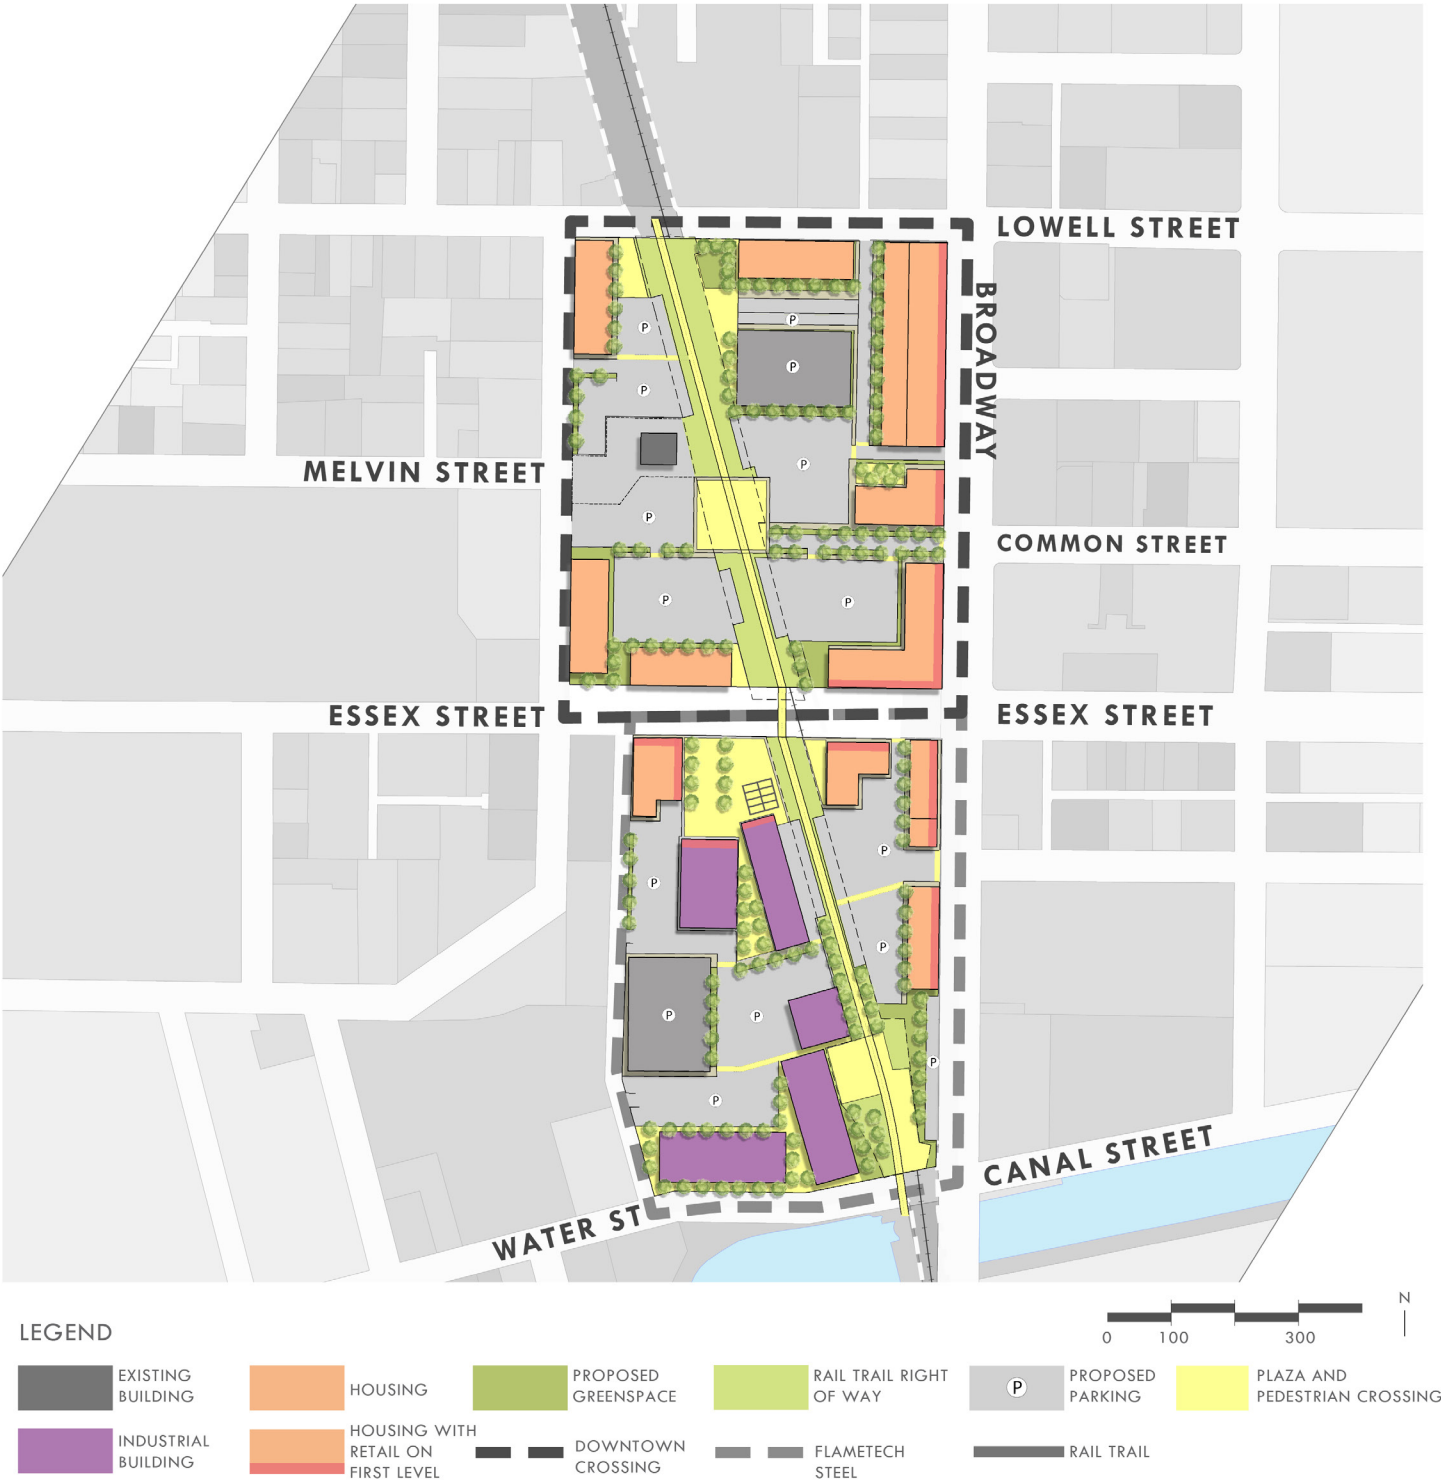 LOWELL STREET
BROADWAY
P
P
P
P
MELVIN STREET
P
P
COMMON STREET
P
P
ESSEX STREET
ESSEX STREET
P
P
P
P
P
P
P
CANAL STREET
WATER ST
LEGEND
0 100 300
N
EXISTING
BUILDING
HOUSING
PROPOSED
GREENSPACE
RAIL TRAIL RIGHT
OF WAY
P
PROPOSED
PARKING
PLAZA AND
PEDESTRIAN CROSSING
INDUSTRIAL
BUILDING
HOUSING WITH
RETAIL ON
FIRST LEVEL
DOWNTOWN
CROSSING
FLAMETECH
STEEL
RAIL TRAIL